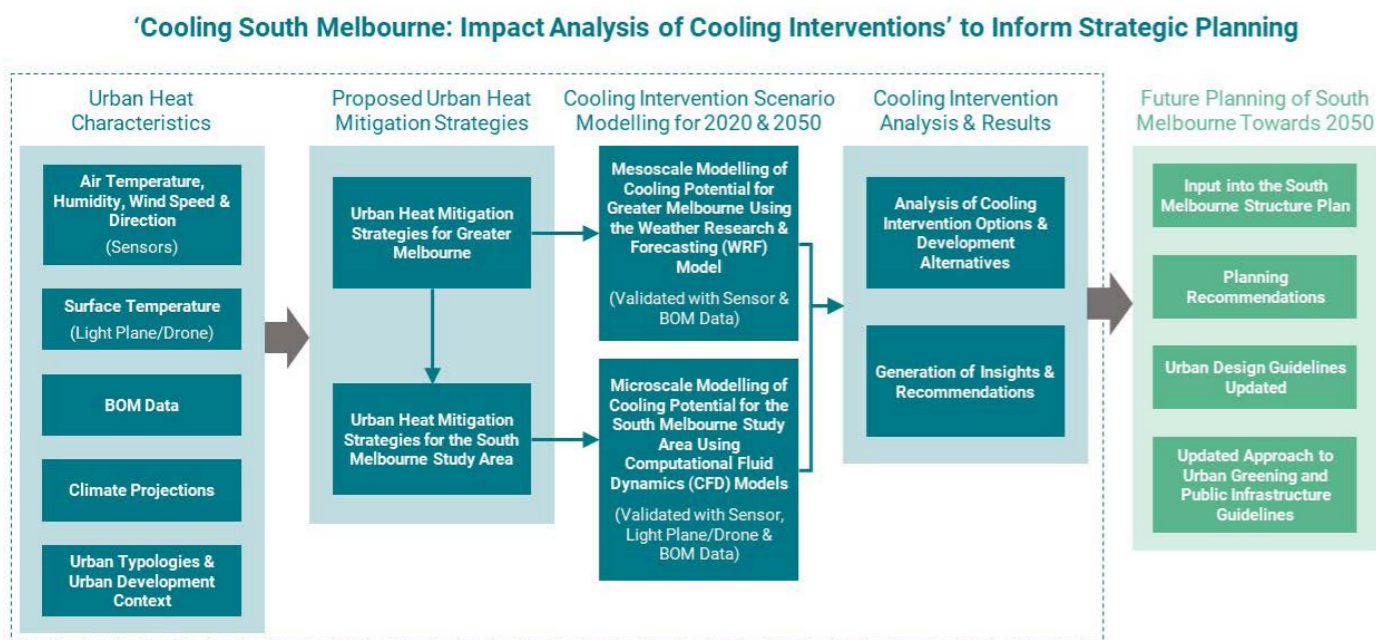 ‘Cooling South Melbourne: Impact Analysis of Cooling Interventions’ to Inform Strategic Planning
Urban Heat
Characteristics
Air Temperature,
Humidity, Wind Speed &
Direction
(Sensors)
Surface Temperature
(Light Plane/Drone)
BOM Data
Climate Projections
Urban Typologies &
Urban Development
Context
Proposed Urban Heat
Mitigation Strategies
Urban Heat Mitigation
Strategies for Greater
Melbourne
Urban Heat Mitigation
Strategies for the South
Melbourne Study Area
Cooling Intervention Scenario
Modelling for 2020 & 2050
Mesoscale Modelling of
Cooling Potential for
Greater Melbourne Using
the Weather Research &
Forecasting (WRF)
Model
(Validated with Sensor &
BOM Data)
Microscale Modelling of
Cooling Potential for the
South Melbourne Study
Area Using
Computational Fluid
Dynamics (CFD) Models
(Validated with Sensor,
Light Plane/Drone &
BOM Data)
Cooling Intervention
Analysis & Results
Analysis of Cooling
Intervention Options &
Development
Alternatives
Generation of Insights &
Recommendations
Future Planning of South
Melbourne Towards 2050
Input into the South
Melbourne Structure Plan
Planning
Recommendations
Urban Design Guidelines
Updated
Updated Approach to
Urban Greening and
Public Infrastructure
Guidelines